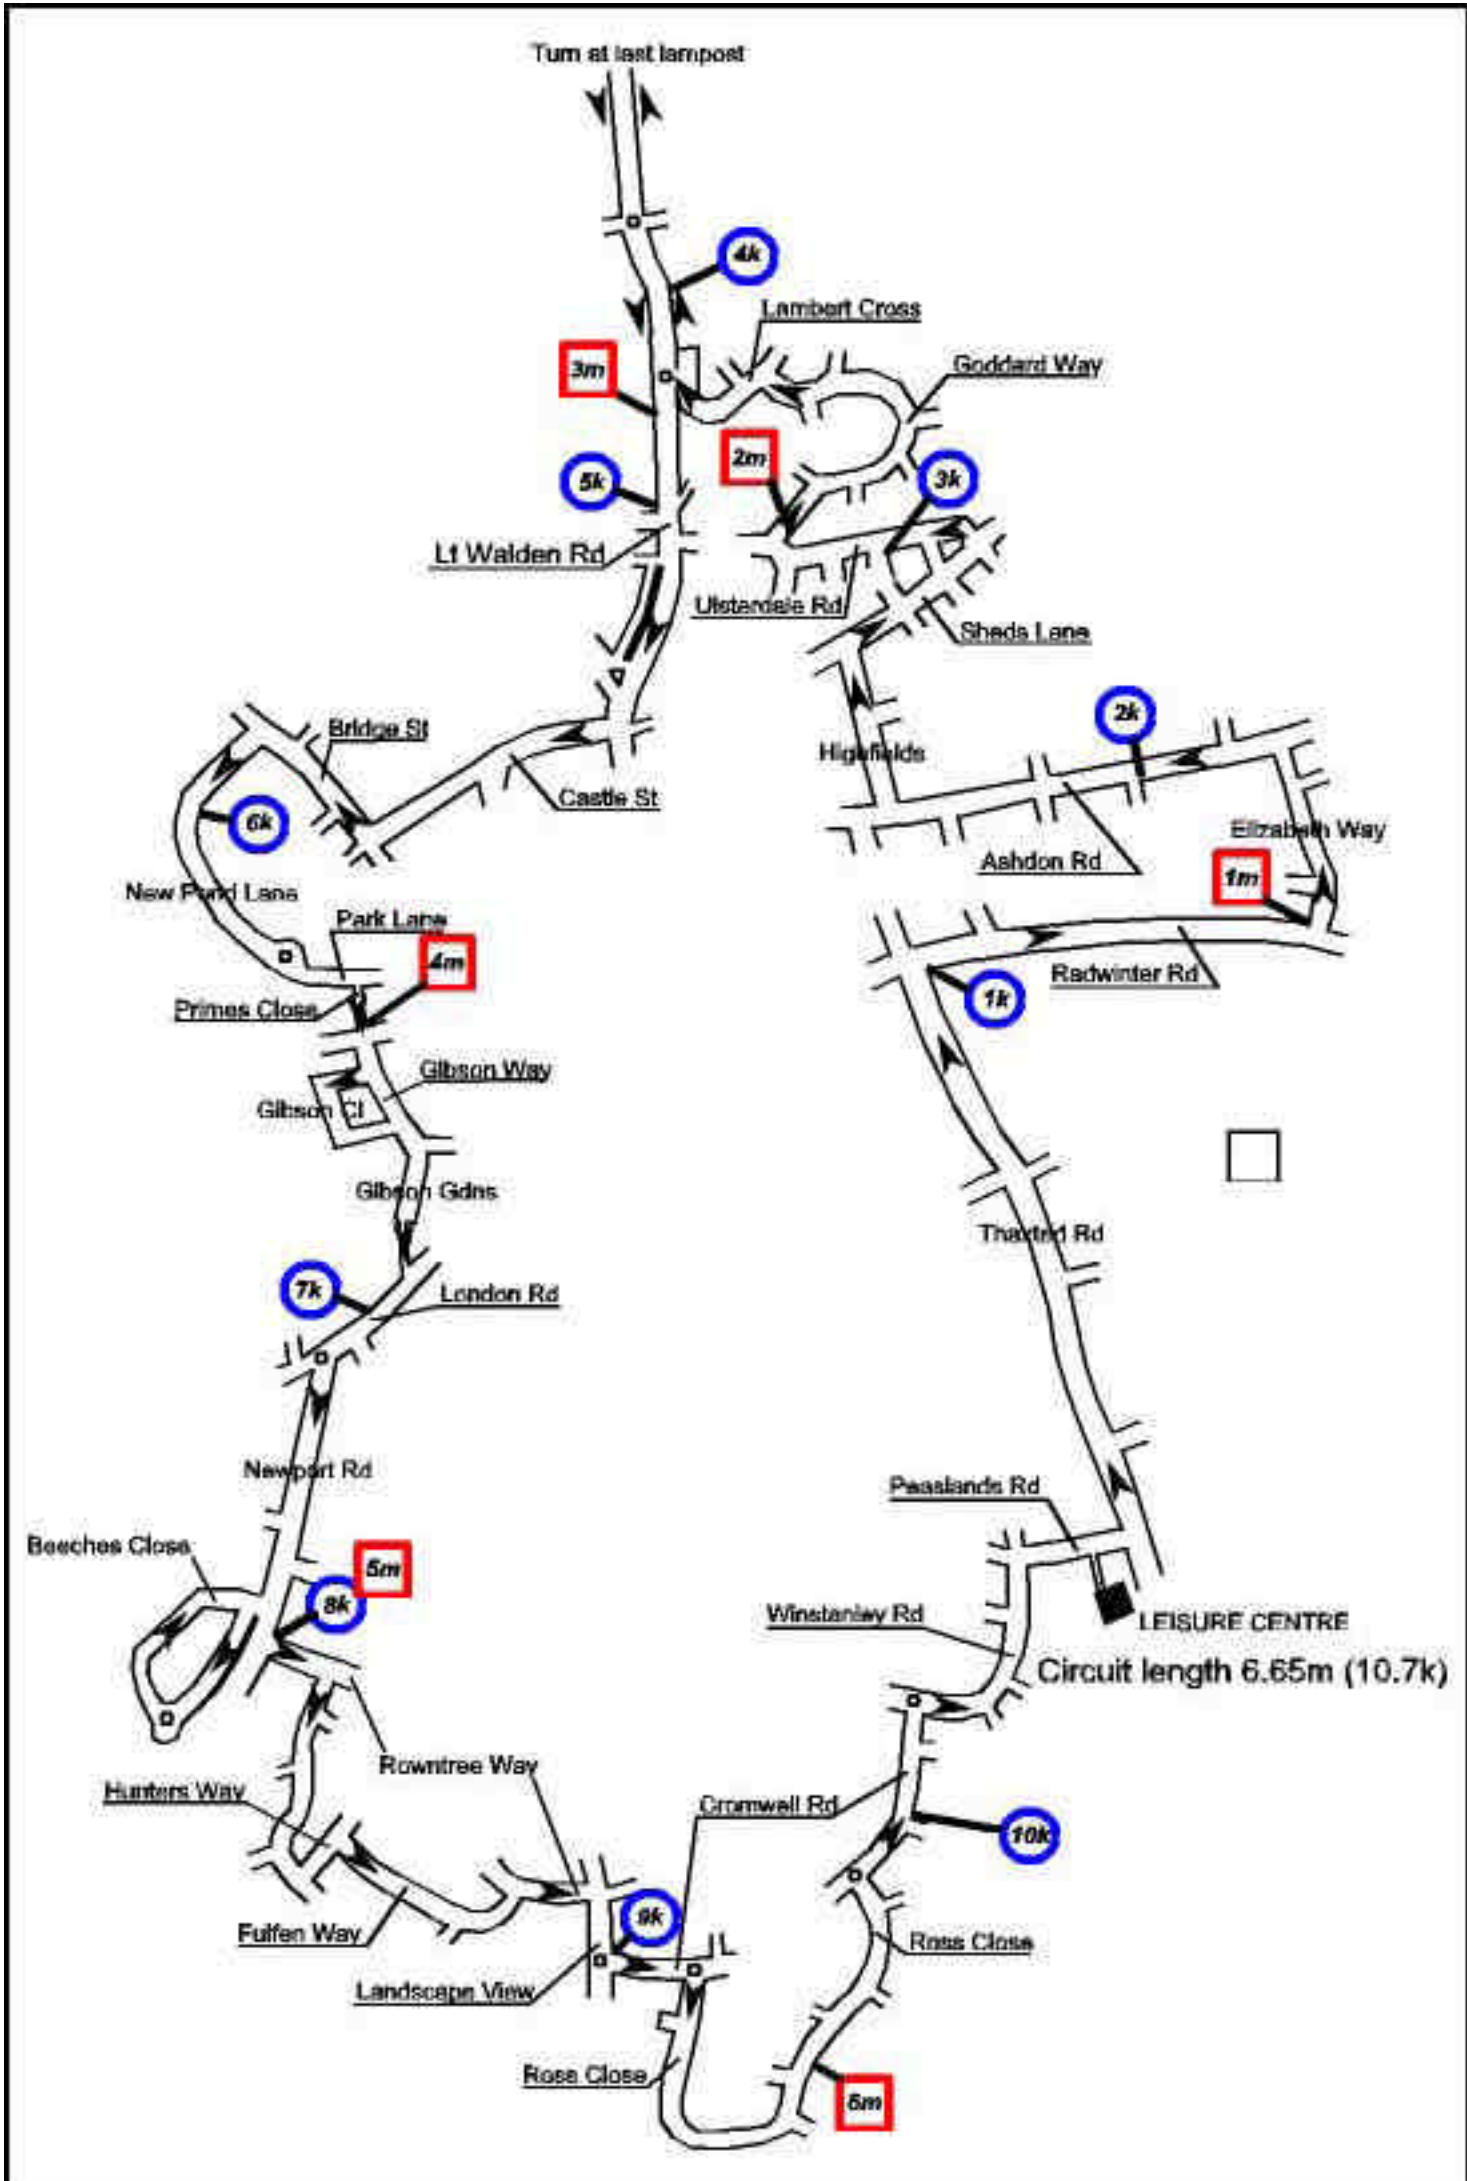 Turn at last lampost
4k
Lambert Cross
3m
Goddard Way
2m
3k
5k
Lt Walden Rd
Ulsterdale Rd
Sheds Lane
2k
Bridge St
Highfields
Castle St
6k
Elizabeth Way
Ashdon Rd
1m
New Pond Lane
Park Lane
4m
Radwinter Rd
1k
Primes Close
Gibson Way
Gibson Cl
Gibson Gdns
Thaxted Rd
7k
London Rd
Newport Rd
Peaslands Rd
Beeches Close
5m
8k
Winstanley Rd
LEISURE CENTRE
Circuit length 6.65m (10.7k)
Rowntree Way
Hunters Way
Cromwell Rd
10k
9k
Fulfen Way
Ross Close
Landscape View
Ross Close
6m